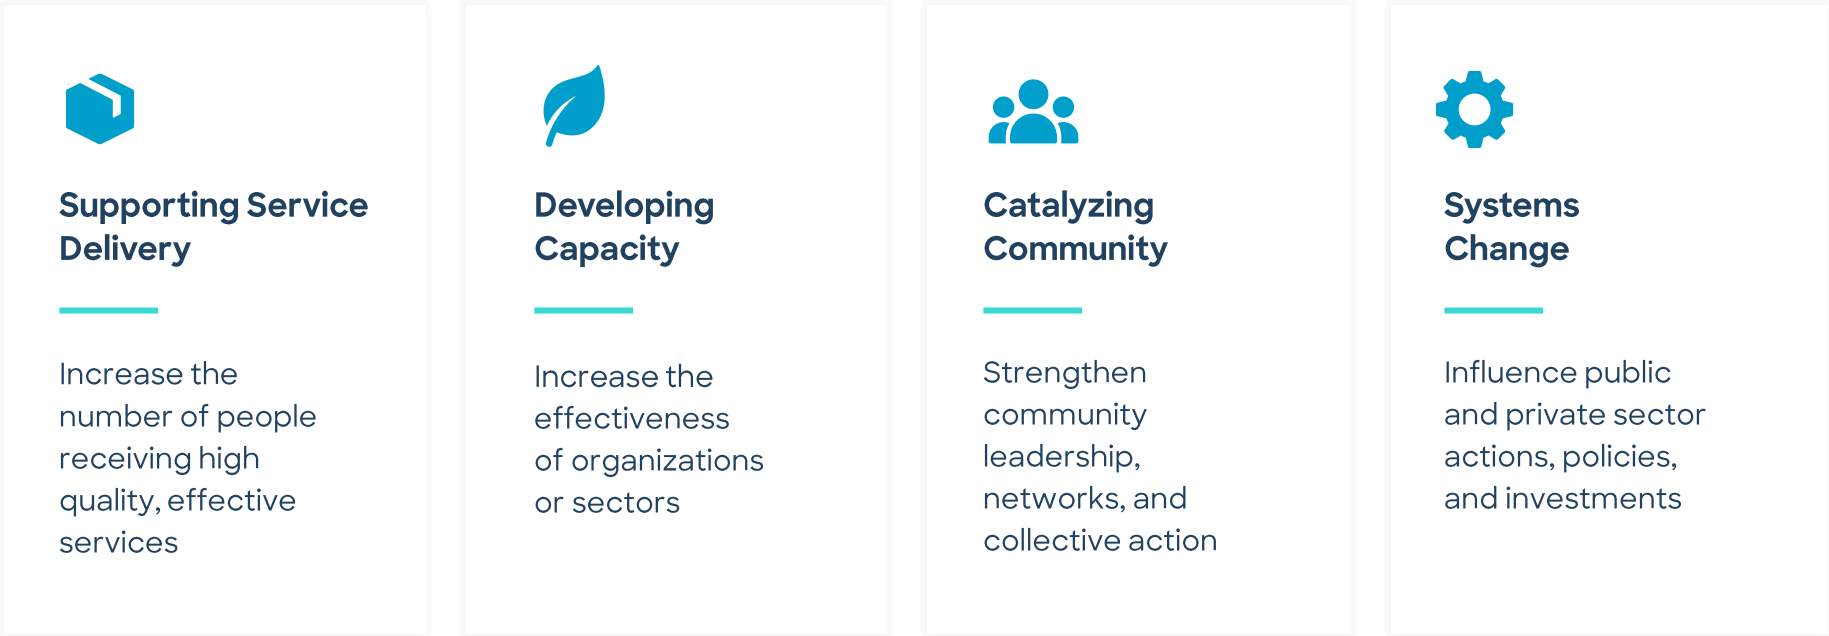 Supporting Service
Delivery
Increase the
number of people
receiving high
quality, effective
services
Developing
Capacity
Increase the
effectiveness
of organizations
or sectors
Catalyzing
Community
Strengthen
community
leadership,
networks, and
collective action
Systems
Change
Influence public
and private sector
actions, policies,
and investments